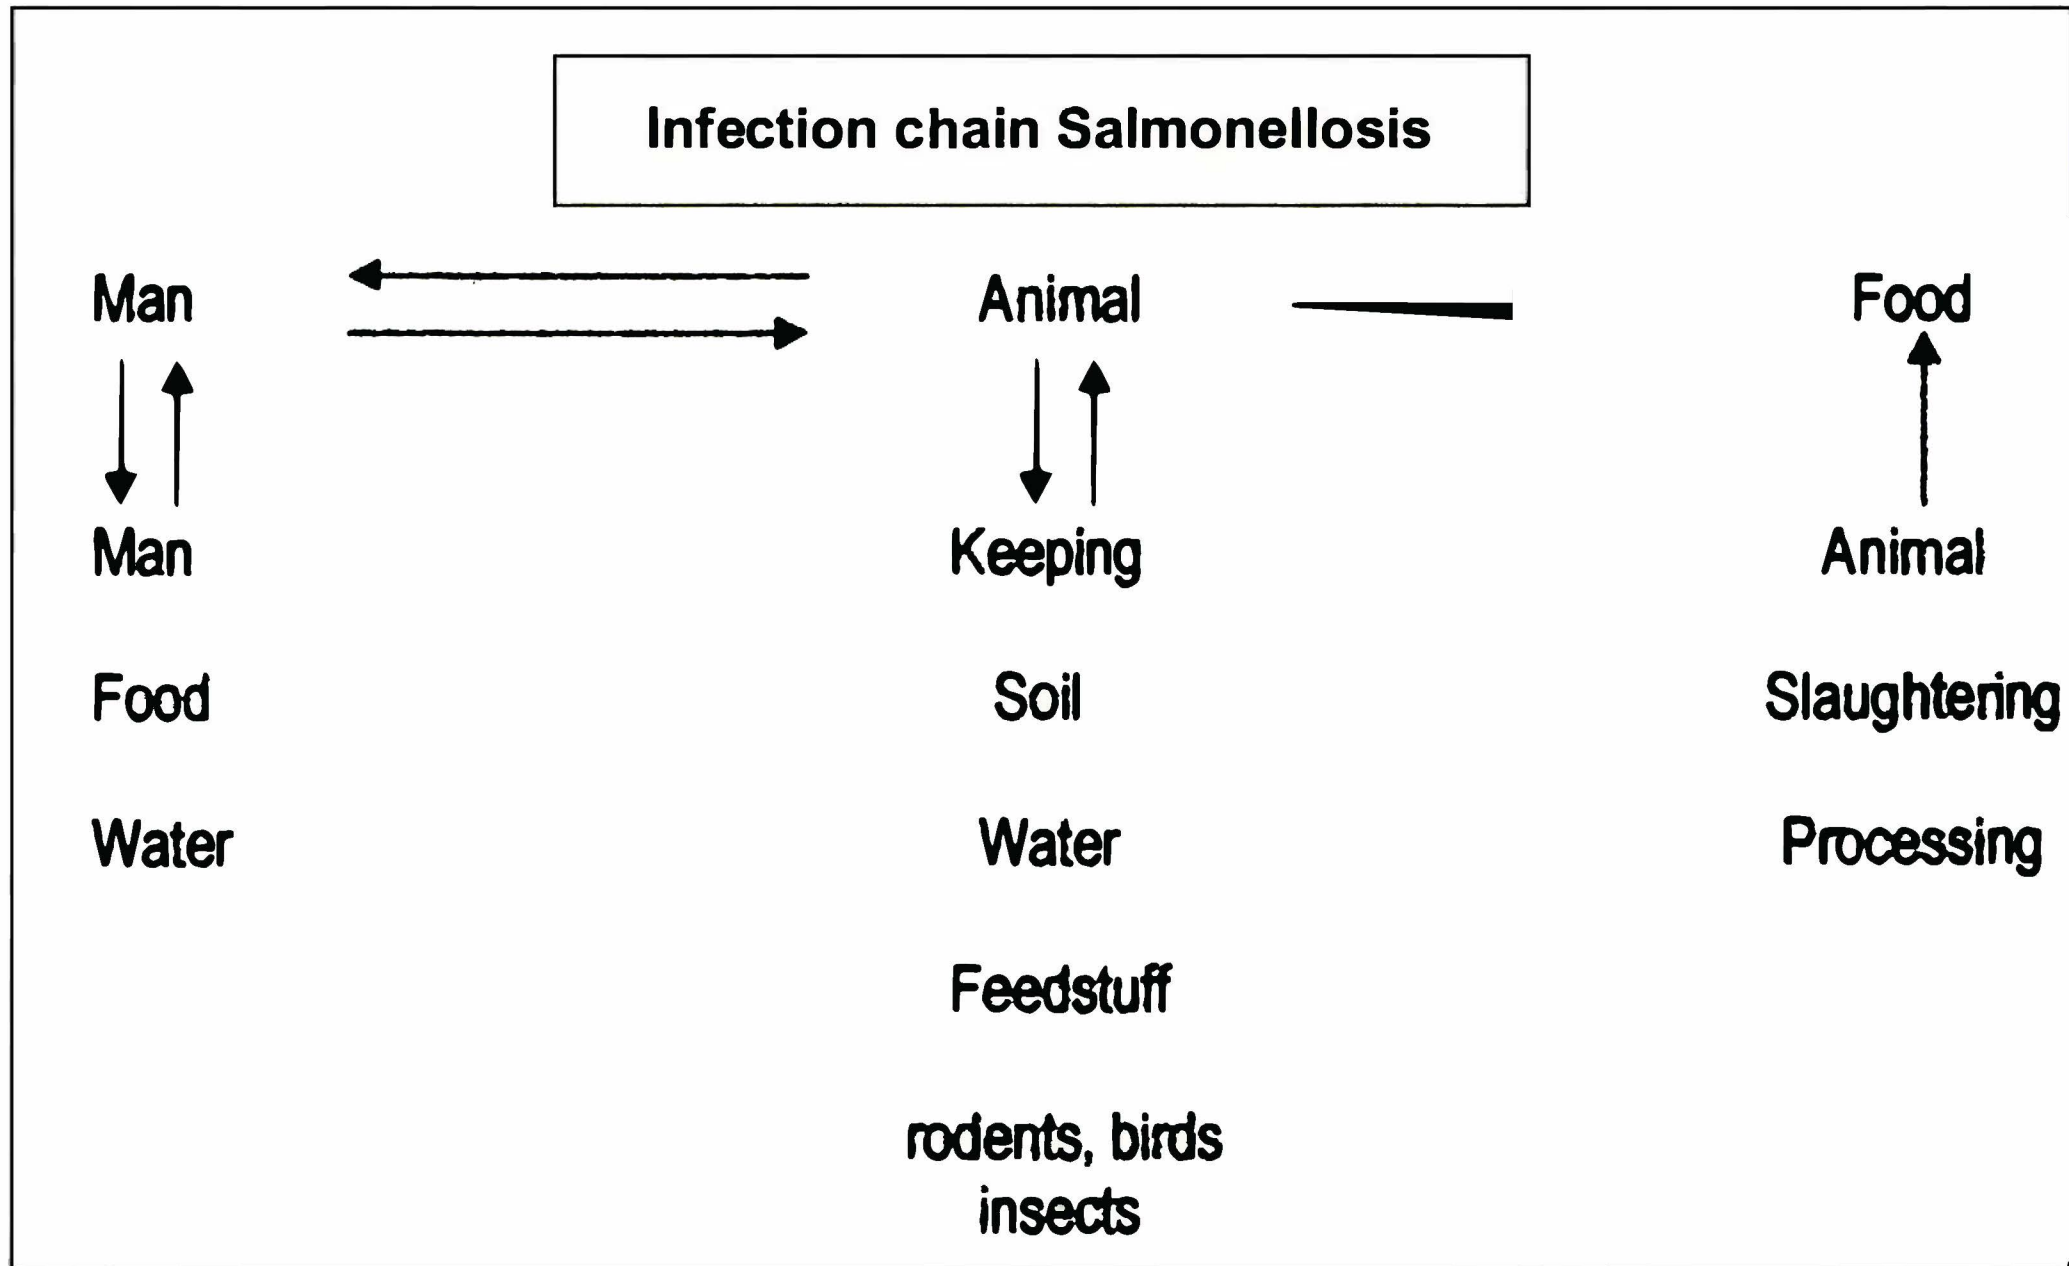 Infection chain Salmonellosis
Man Animal Food
Man Keeping Animal
Food Soil Slaughtering
Water Water Processing
Feedstuff
rodents, birds
insects